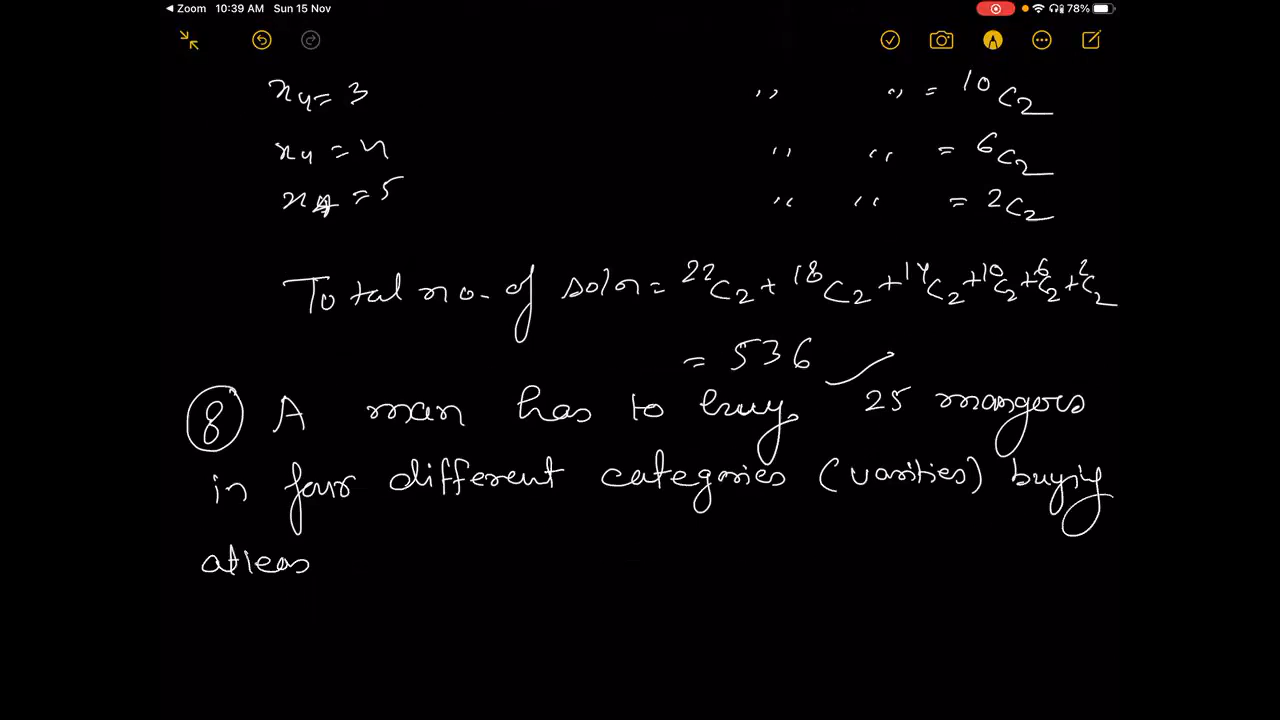 Zoom 10:39 AM Sun 15 Nov 78%
x₄ = 3 ,, ,, = ¹⁰C₂
x₄ = 4 ,, ,, = ⁶C₂
x₄ = 5 ,, ,, = ²C₂
Total no. of soln = ²²C₂ + ¹⁸C₂ + ¹⁴C₂ + ¹⁰C₂ + ⁶C₂ + ²C₂
= 536
8 A man has to buy 25 mangoes
in four different categories (varities) buying
atleas